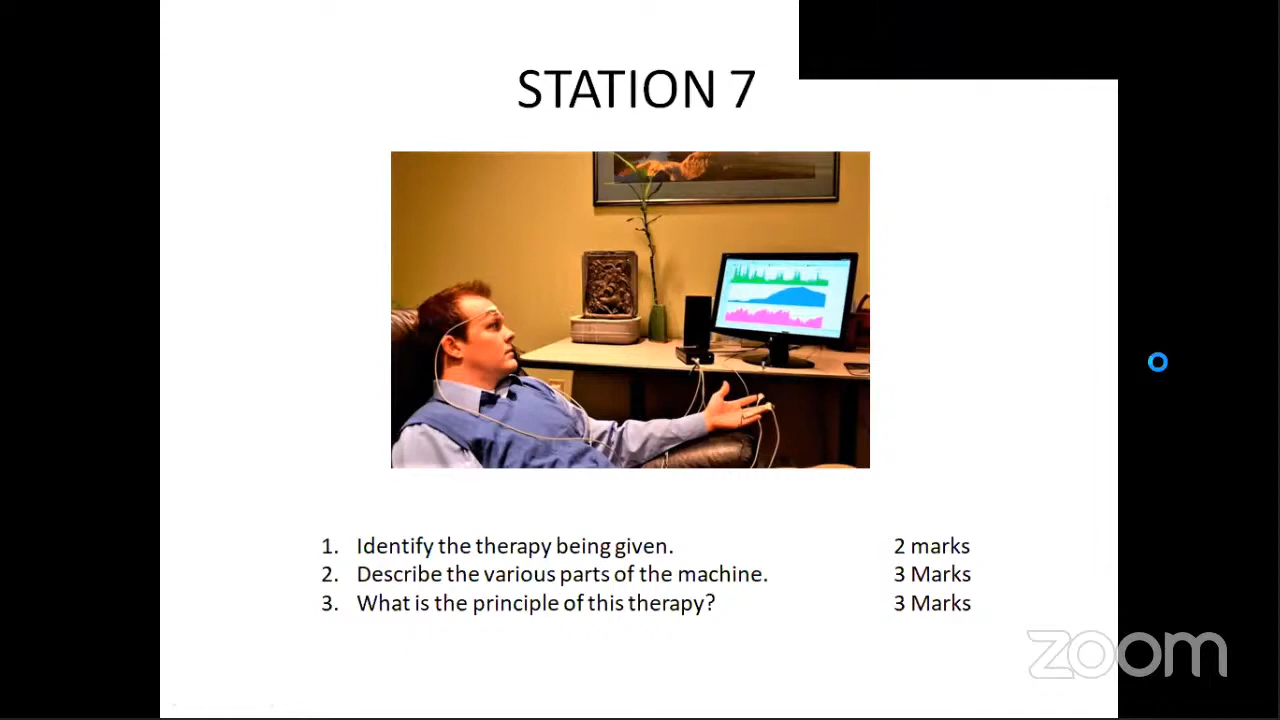 STATION 7
1. Identify the therapy being given. 2 marks
2. Describe the various parts of the machine. 3 Marks
3. What is the principle of this therapy? 3 Marks
zoom